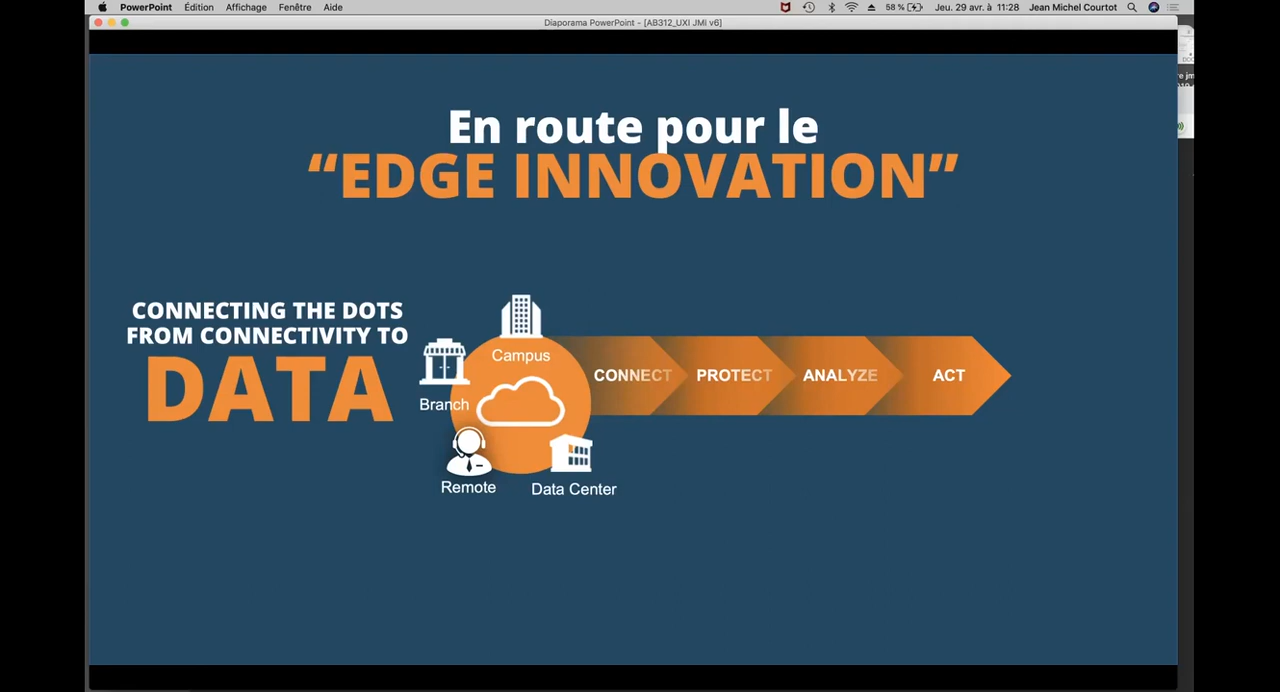 PowerPoint Édition Affichage Fenêtre Aide 58 % Jeu. 29 avr. à 11:28 Jean Michel Courtot
Diaporama PowerPoint - [AB312_UXI JMi v6]
En route pour le
“EDGE INNOVATION”
CONNECTING THE DOTS
FROM CONNECTIVITY TO
DATA
Campus
Branch
Remote
Data Center
CONNECT PROTECT ANALYZE ACT